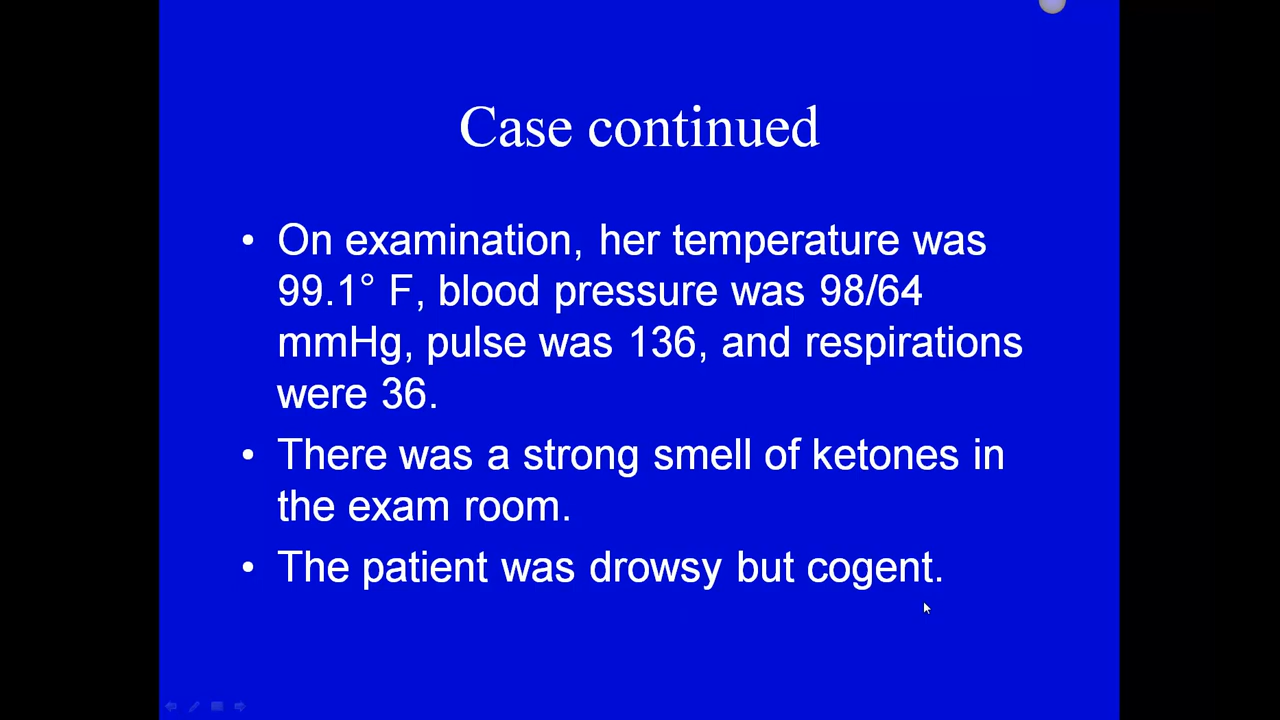 Case continued
• On examination, her temperature was
99.1° F, blood pressure was 98/64
mmHg, pulse was 136, and respirations
were 36.
• There was a strong smell of ketones in
the exam room.
• The patient was drowsy but cogent.